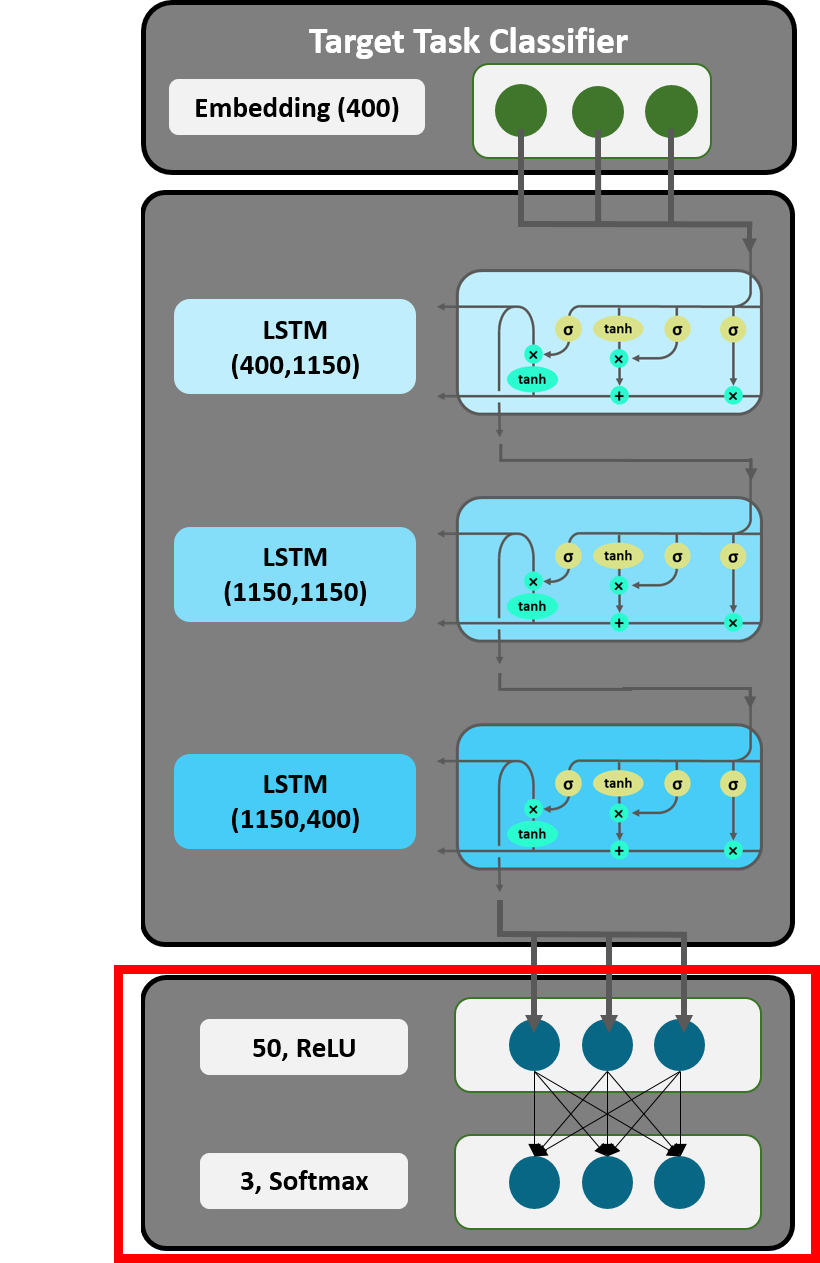 Target Task Classifier
Embedding (400)
LSTM
(400,1150)
σ tanh σ σ
×
×
tanh
+ ×
LSTM
(1150,1150)
σ tanh σ σ
×
×
tanh
+ ×
LSTM
(1150,400)
σ tanh σ σ
×
×
tanh
+ ×
50, ReLU
3, Softmax